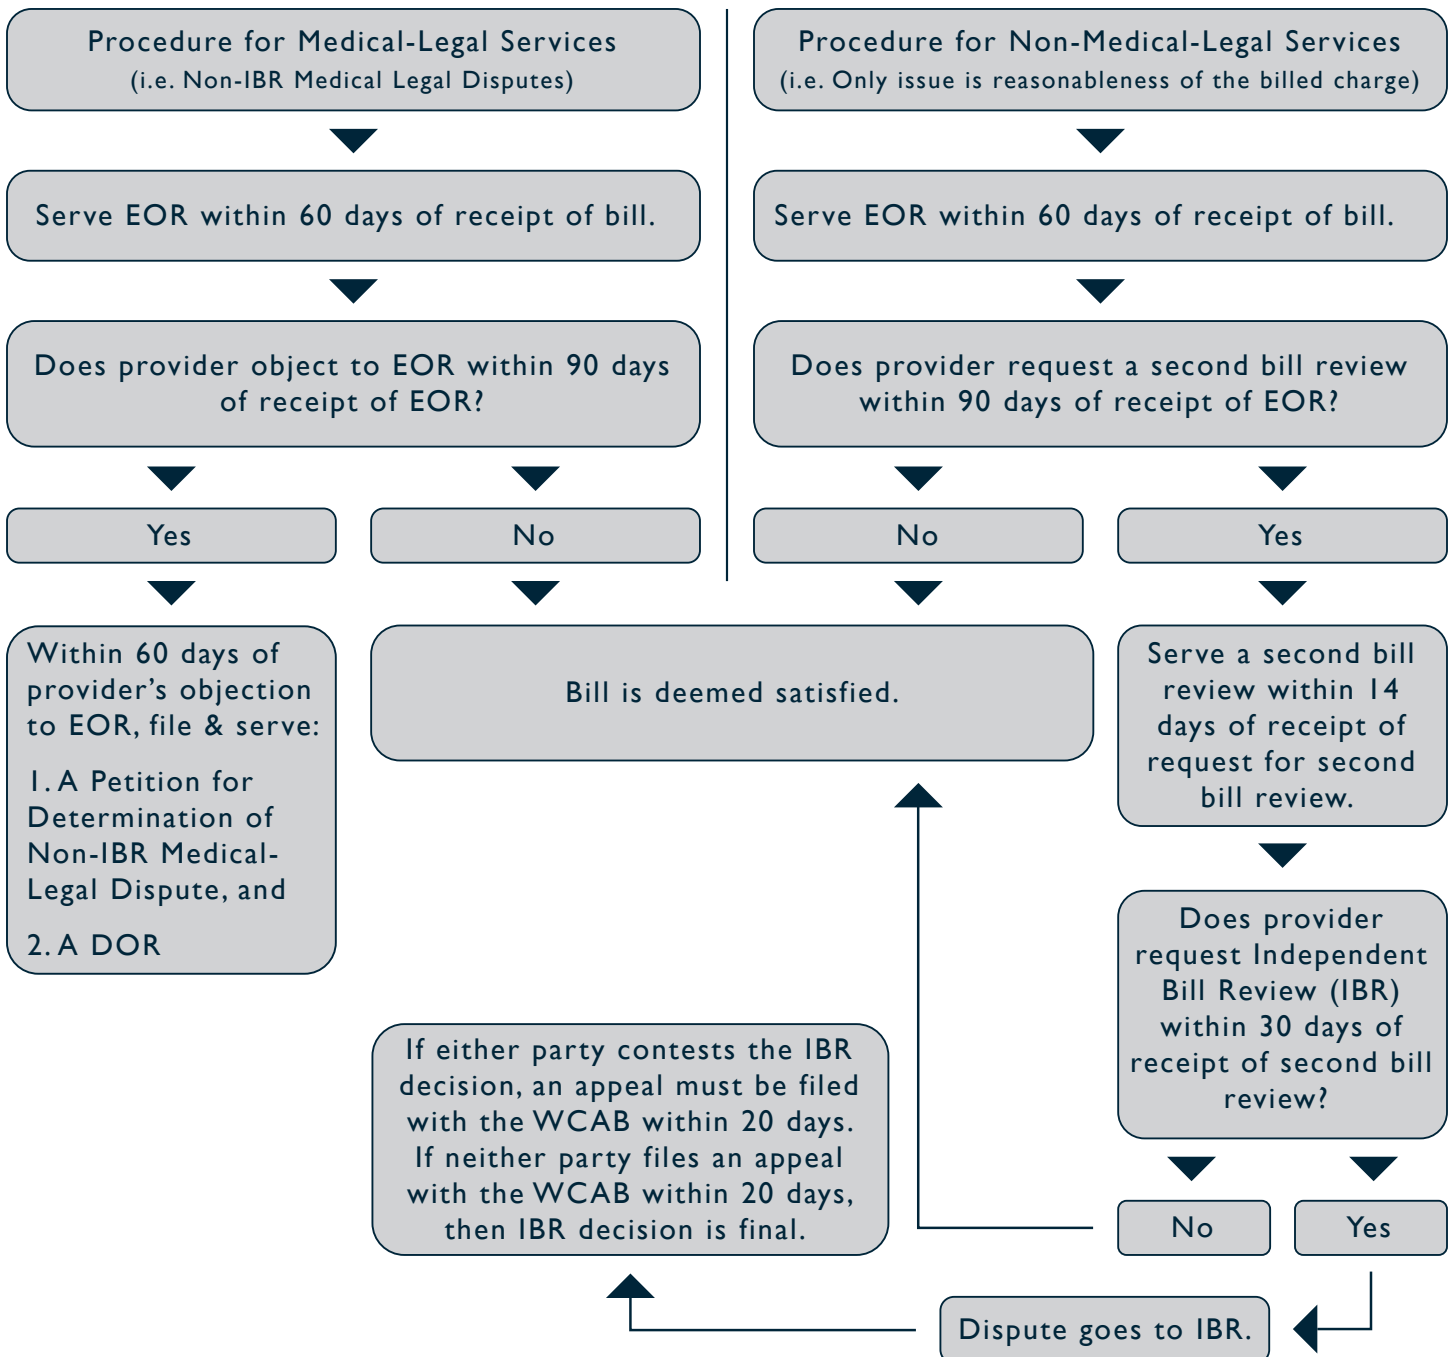 Procedure for Medical-Legal Services
(i.e. Non-IBR Medical Legal Disputes)
Serve EOR within 60 days of receipt of bill.
Does provider object to EOR within 90 days
of receipt of EOR?
Yes
No
Within 60 days of
provider’s objection
to EOR, file & serve:
1. A Petition for
Determination of
Non-IBR Medical-
Legal Dispute, and
2. A DOR
Procedure for Non-Medical-Legal Services
(i.e. Only issue is reasonableness of the billed charge)
Serve EOR within 60 days of receipt of bill.
Does provider request a second bill review
within 90 days of receipt of EOR?
No
Yes
Bill is deemed satisfied.
Serve a second bill
review within 14
days of receipt of
request for second
bill review.
Does provider
request Independent
Bill Review (IBR)
within 30 days of
receipt of second bill
review?
No
Yes
Dispute goes to IBR.
If either party contests the IBR
decision, an appeal must be filed
with the WCAB within 20 days.
If neither party files an appeal
with the WCAB within 20 days,
then IBR decision is final.